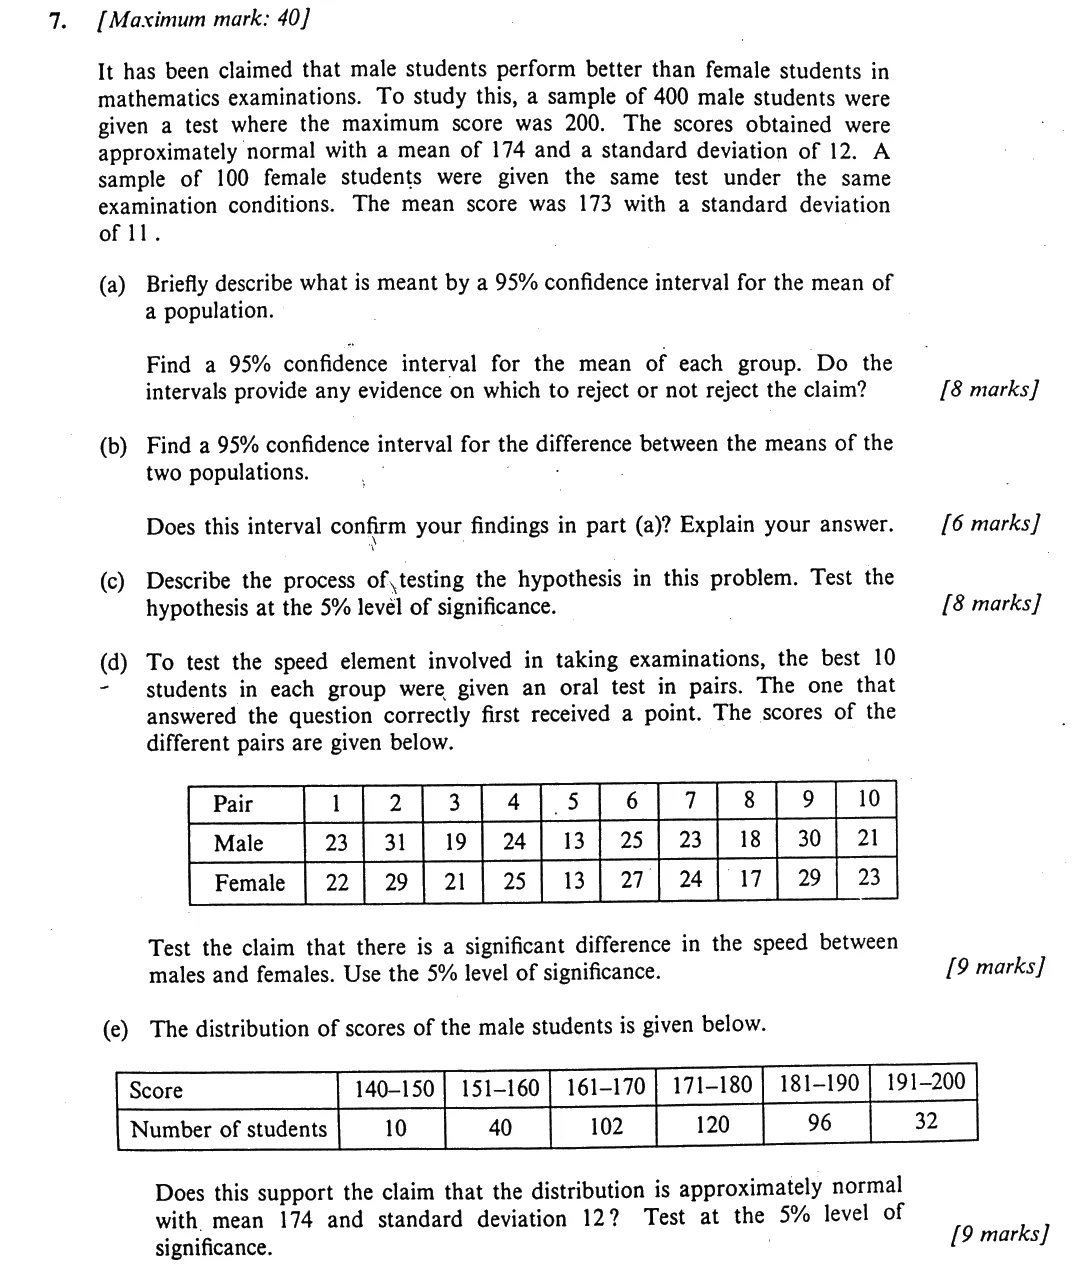 7. [Maximum mark: 40]
It has been claimed that male students perform better than female students in
mathematics examinations. To study this, a sample of 400 male students were
given a test where the maximum score was 200. The scores obtained were
approximately normal with a mean of 174 and a standard deviation of 12. A
sample of 100 female students were given the same test under the same
examination conditions. The mean score was 173 with a standard deviation
of 11.
(a) Briefly describe what is meant by a 95% confidence interval for the mean of
a population.
Find a 95% confidence interval for the mean of each group. Do the
intervals provide any evidence on which to reject or not reject the claim? [8 marks]
(b) Find a 95% confidence interval for the difference between the means of the
two populations.
Does this interval confirm your findings in part (a)? Explain your answer. [6 marks]
(c) Describe the process of testing the hypothesis in this problem. Test the
hypothesis at the 5% level of significance. [8 marks]
(d) To test the speed element involved in taking examinations, the best 10
students in each group were given an oral test in pairs. The one that
answered the question correctly first received a point. The scores of the
different pairs are given below.
Pair 1 2 3 4 5 6 7 8 9 10
Male 23 31 19 24 13 25 23 18 30 21
Female 22 29 21 25 13 27 24 17 29 23
Test the claim that there is a significant difference in the speed between
males and females. Use the 5% level of significance. [9 marks]
(e) The distribution of scores of the male students is given below.
Score 140–150 151–160 161–170 171–180 181–190 191–200
Number of students 10 40 102 120 96 32
Does this support the claim that the distribution is approximately normal
with mean 174 and standard deviation 12? Test at the 5% level of
significance. [9 marks]